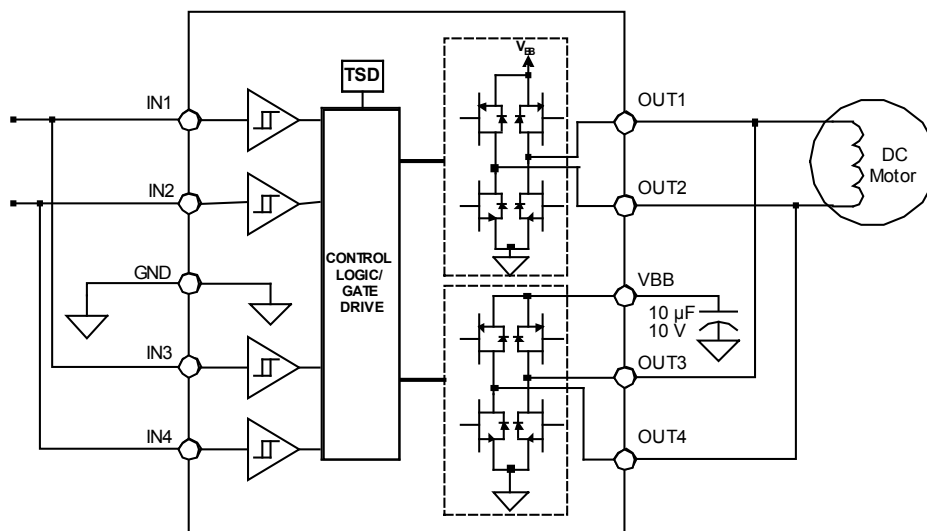 V_BB
TSD
IN1
OUT1
DC
Motor
IN2
OUT2
CONTROL
LOGIC/
GATE
DRIVE
GND
VBB
10 µF
10 V
IN3
OUT3
IN4
OUT4